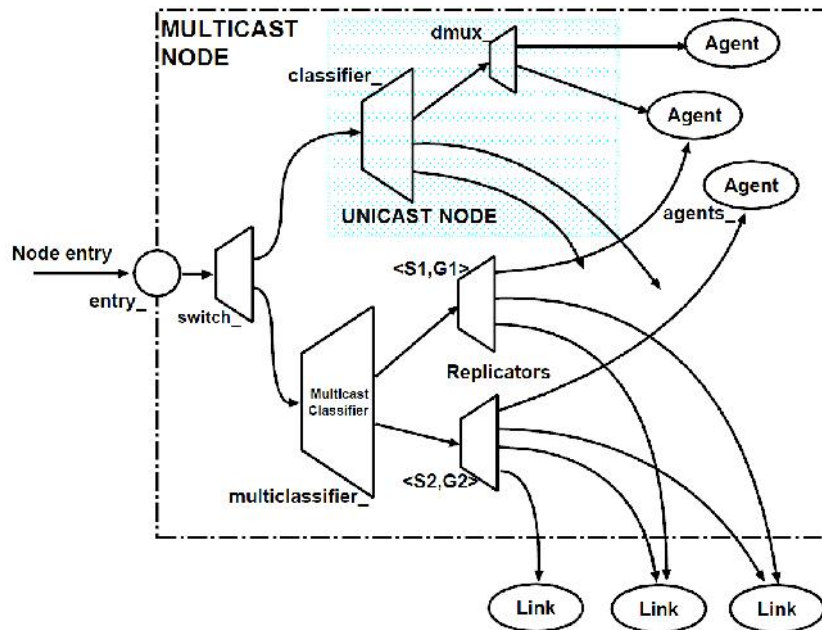 MULTICAST
NODE
dmux_
Agent
classifier_
Agent
UNICAST NODE
agents_
Agent
Node entry
entry_
switch_
<S1,G1>
Replicators
MultIcast
Classifier
multiclassifier_
<S2,G2>
Link
Link
Link